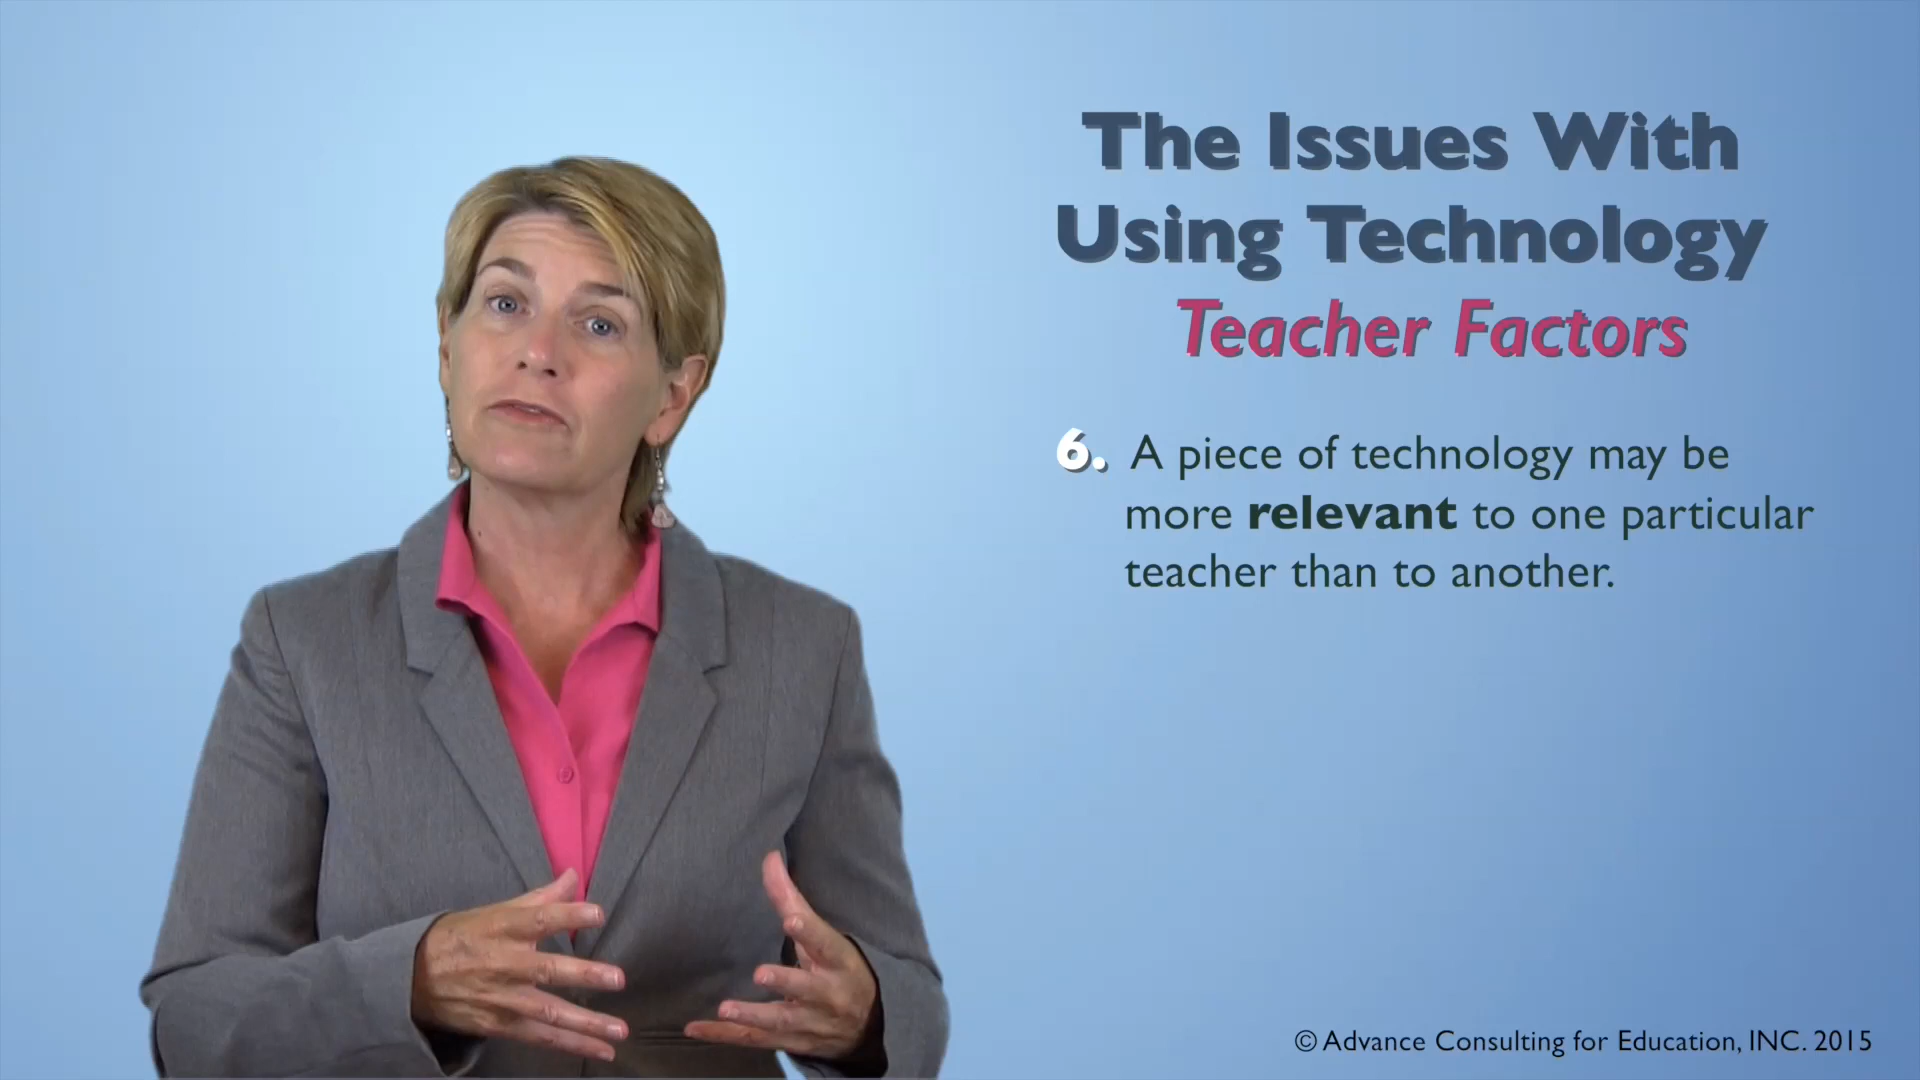 The Issues With
Using Technology
Teacher Factors
6. A piece of technology may be
more relevant to one particular
teacher than to another.
© Advance Consulting for Education, INC. 2015